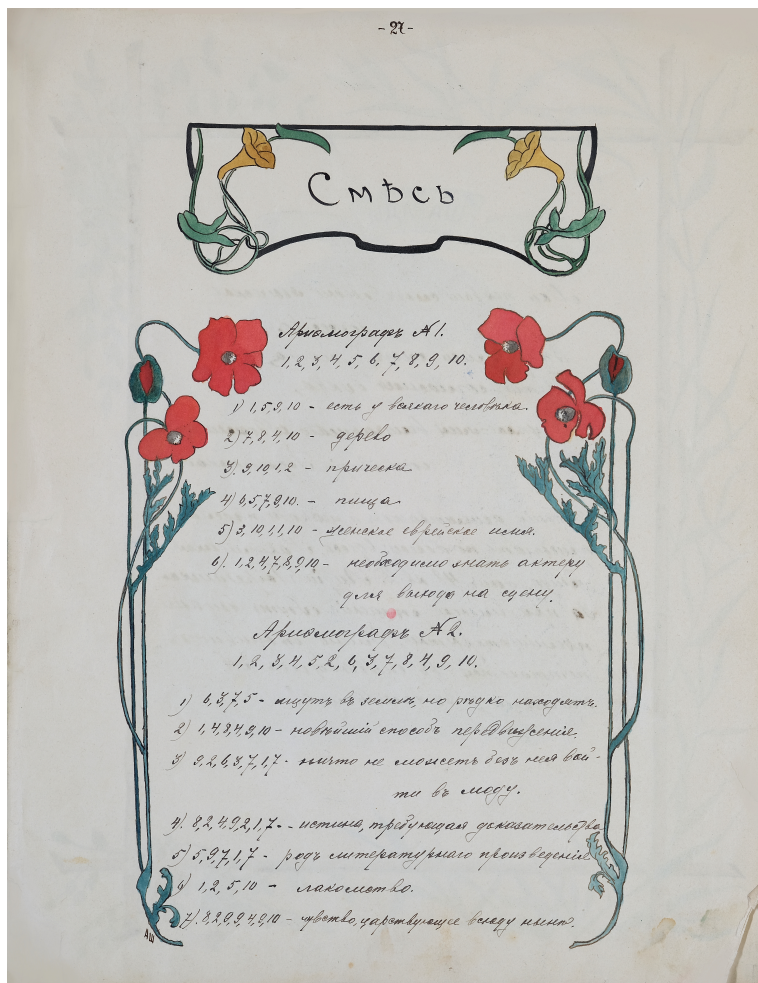 - 27 -
Смѣсь
Ариѳмографъ №1.
1, 2, 3, 4, 5, 6, 7, 8, 9, 10.
1) 1, 5, 9, 10 - есть у всякаго человѣка.
2) 7, 8, 4, 10 - дерево
3) 9, 10, 1, 2 - прическа
4) 6, 5, 7, 9, 10. - пища
5) 3, 10, 1, 1, 10 - женское еврейское имя.
6) 1, 2, 4, 7, 8, 9, 10 - необходимо знать актеру
для выхода на сцену.
Ариѳмографъ №2.
1, 2, 3, 4, 5, 2, 6, 3, 7, 8, 4, 9, 10.
1) 6, 3, 7, 5 - ищутъ въ землѣ, но рѣдко находятъ.
2) 1, 4, 8, 4, 9, 10 - новѣйшій способъ передвиженія.
3) 9, 2, 6, 3, 7, 1, 7 - ничто не можетъ безъ нея вой-
ти въ моду.
4) 8, 2, 4, 9, 2, 1, 7 - истина, требующая доказательства
5) 5, 9, 7, 1, 7 - родъ литературнаго произведенія
6) 1, 2, 5, 10 - лакомство.
7) 8, 2, 9, 9, 4, 9, 10 - чувство, царствующее всюду нынѣ.
АШ